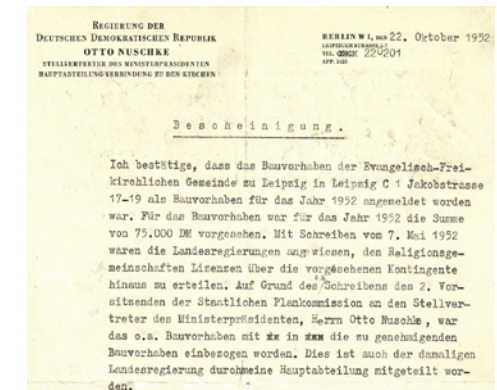 REGIERUNG DER
DEUTSCHEN DEMOKRATISCHEN REPUBLIK
OTTO NUSCHKE
STELLVERTRETER DES MINISTERPRÄSIDENTEN
HAUPTABTEILUNG VERBINDUNG ZU DEN KIRCHEN
BERLIN W 1, DEN 22. Oktober 1952
TEL. 220201
Bescheinigung.
Ich bestätige, dass das Bauvorhaben der Evangelisch-Frei-
kirchlichen Gemeinde zu Leipzig in Leipzig C 1 Jakobstrasse
17-19 als Bauvorhaben für das Jahr 1952 angemeldet worden
war. Für das Bauvorhaben war für das Jahr 1952 die Summe
von 75.000 DM vorgesehen. Mit Schreiben vom 7. Mai 1952
waren die Landesregierungen angewiesen, den Religionsge-
meinschaften Lizenzen über die vorgesehenen Kontingente
hinaus zu erteilen. Auf Grund des Schreibens des 2. Vor-
sitzenden der Staatlichen Plankommission an den Stellver-
treter des Ministerpräsidenten, Herrn Otto Nuschke, war
das o.a. Bauvorhaben mit in die zu genehmigenden
Bauvorhaben einbezogen worden. Dies ist auch der damaligen
Landesregierung durch meine Hauptabteilung mitgeteilt wor-
den.